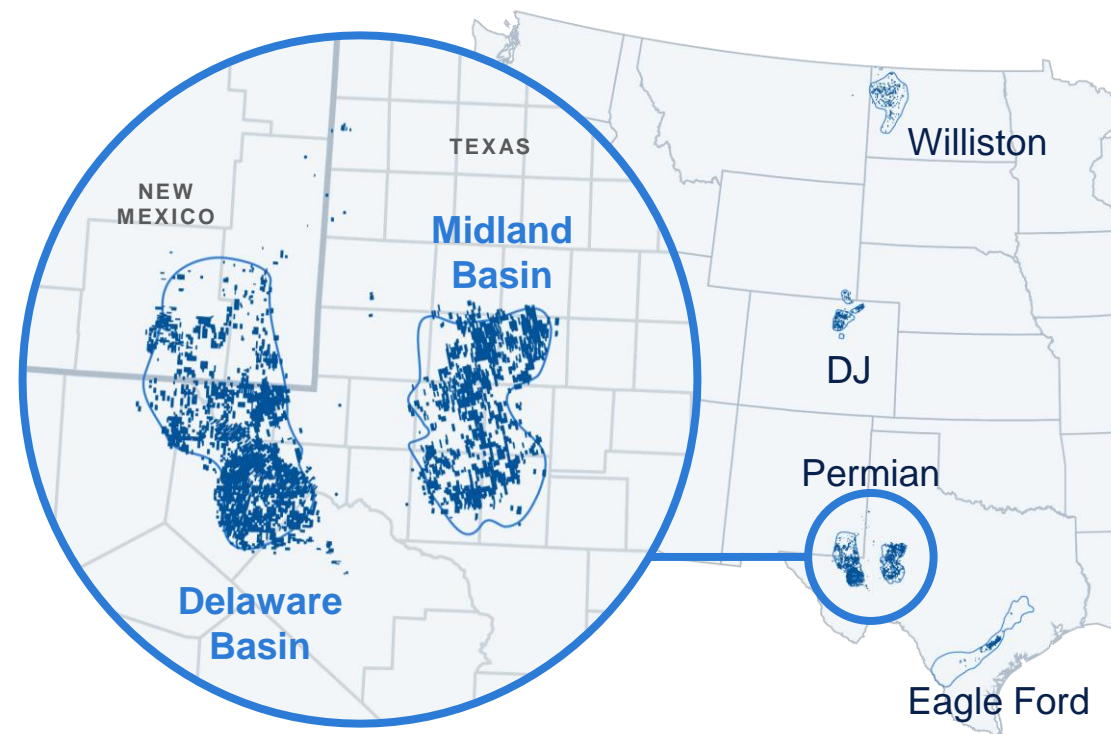 TEXAS
NEW
MEXICO
Midland
Basin
Delaware
Basin
Williston
DJ
Permian
Eagle Ford